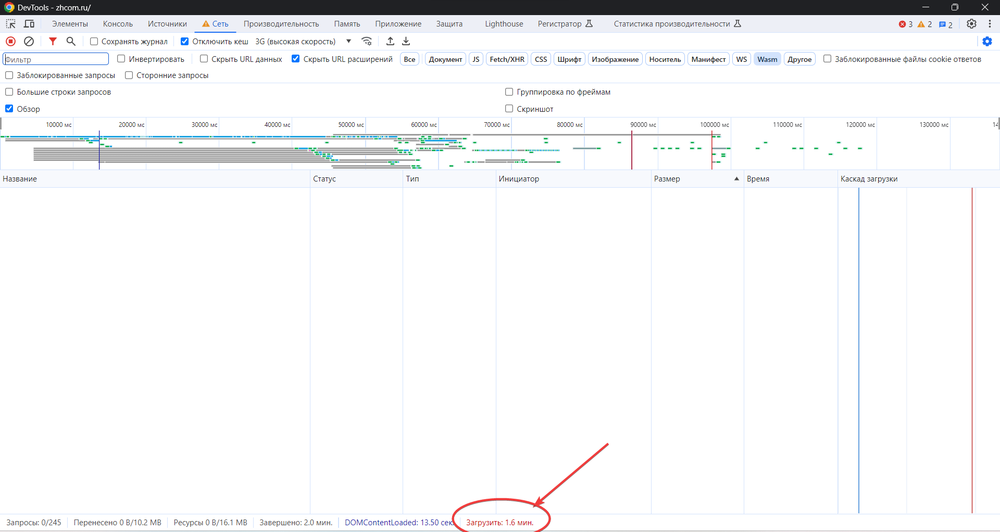 DevTools - zhcom.ru/
Элементы Консоль Источники Сеть Производительность Память Приложение Защита Lighthouse Регистратор Статистика производительности 3 2 2
Сохранять журнал Отключить кеш 3G (высокая скорость)
Фильтр Инвертировать Скрыть URL данных Скрыть URL расширений Все Документ JS Fetch/XHR CSS Шрифт Изображение Носитель Манифест WS Wasm Другое Заблокированные файлы cookie ответов
Заблокированные запросы Сторонние запросы
Большие строки запросов Группировка по фреймам
Обзор Скриншот
10000 мс 20000 мс 30000 мс 40000 мс 50000 мс 60000 мс 70000 мс 80000 мс 90000 мс 100000 мс 110000 мс 120000 мс 130000 мс
Название Статус Тип Инициатор Размер Время Каскад загрузки
Запросы: 0/245 Перенесено 0 B/10.2 MB Ресурсы 0 B/16.1 MB Завершено: 2.0 мин. DOMContentLoaded: 13.50 сек. Загрузить: 1.6 мин.